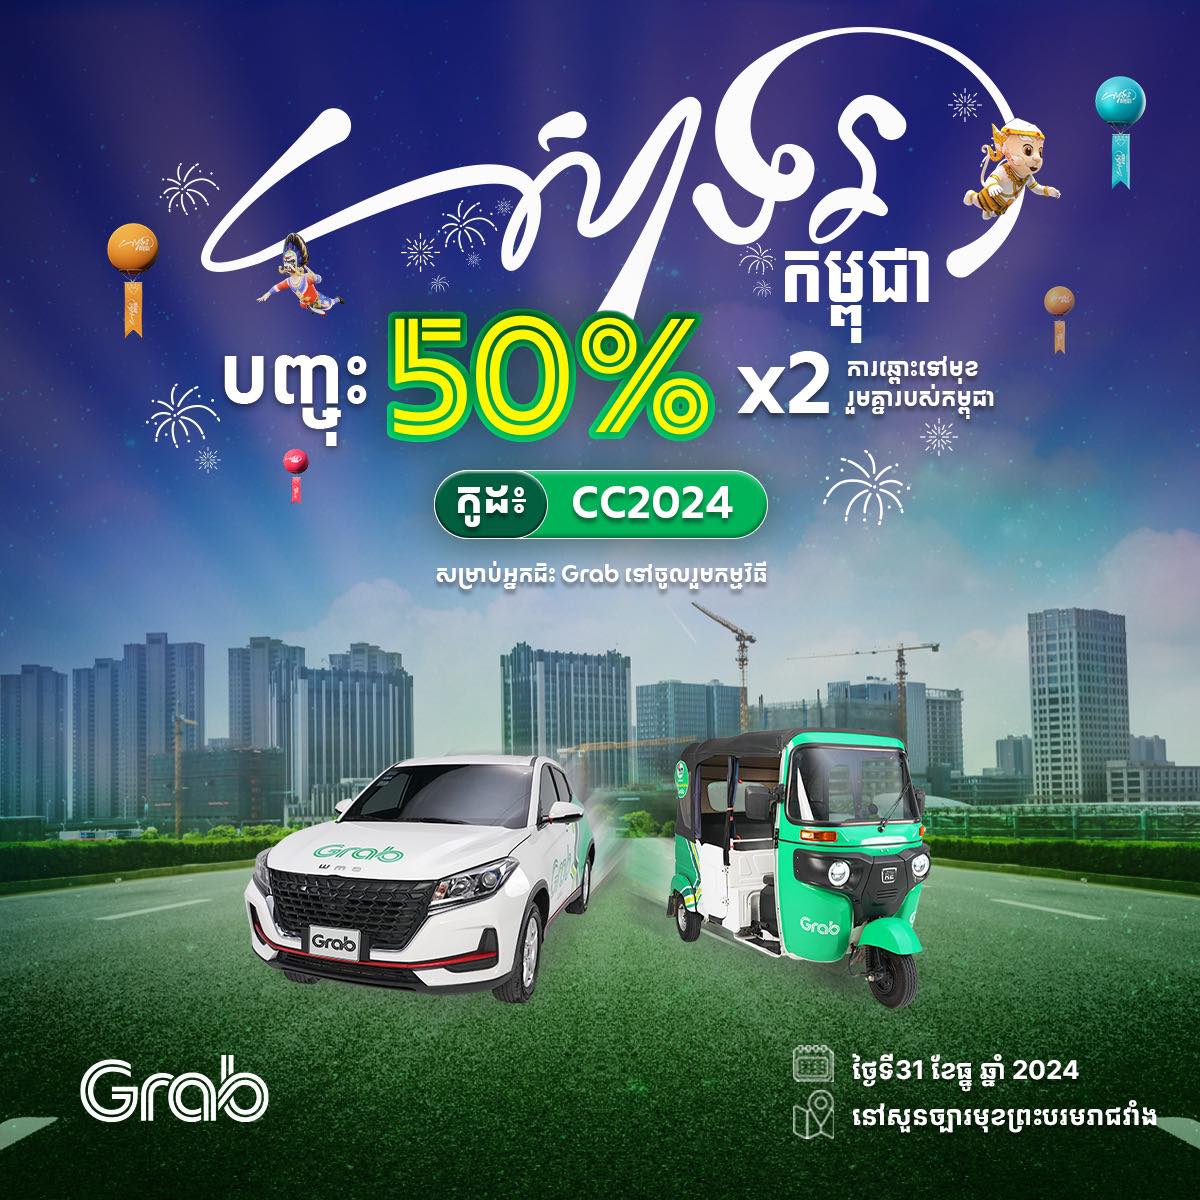 កម្ពុជា
បញ្ចុះ 50% x2
ការឆ្ពោះទៅមុខ
រួមគ្នារបស់កម្ពុជា
កូដ៖ CC2024
សម្រាប់អ្នកជិះ Grab ទៅចូលរួមកម្មវិធី
Grab
Grab
Grab
Grab
Grab
ថ្ងៃទី31 ខែធ្នូ ឆ្នាំ 2024
នៅសួនច្បារមុខព្រះបរមរាជវាំង